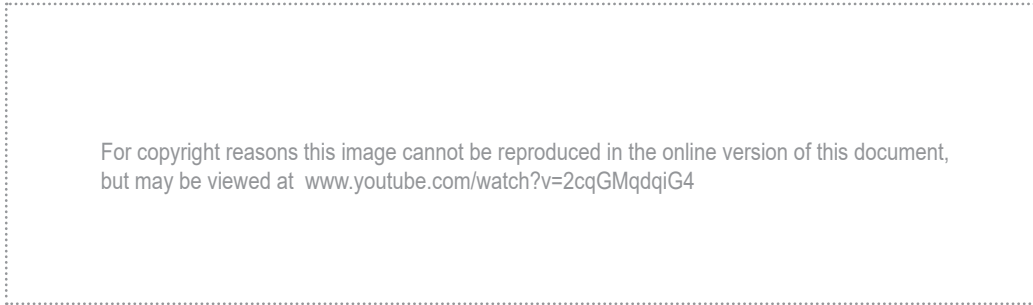 For copyright reasons this image cannot be reproduced in the online version of this document,
but may be viewed at  www.youtube.com/watch?v=2cqGMqdqiG4